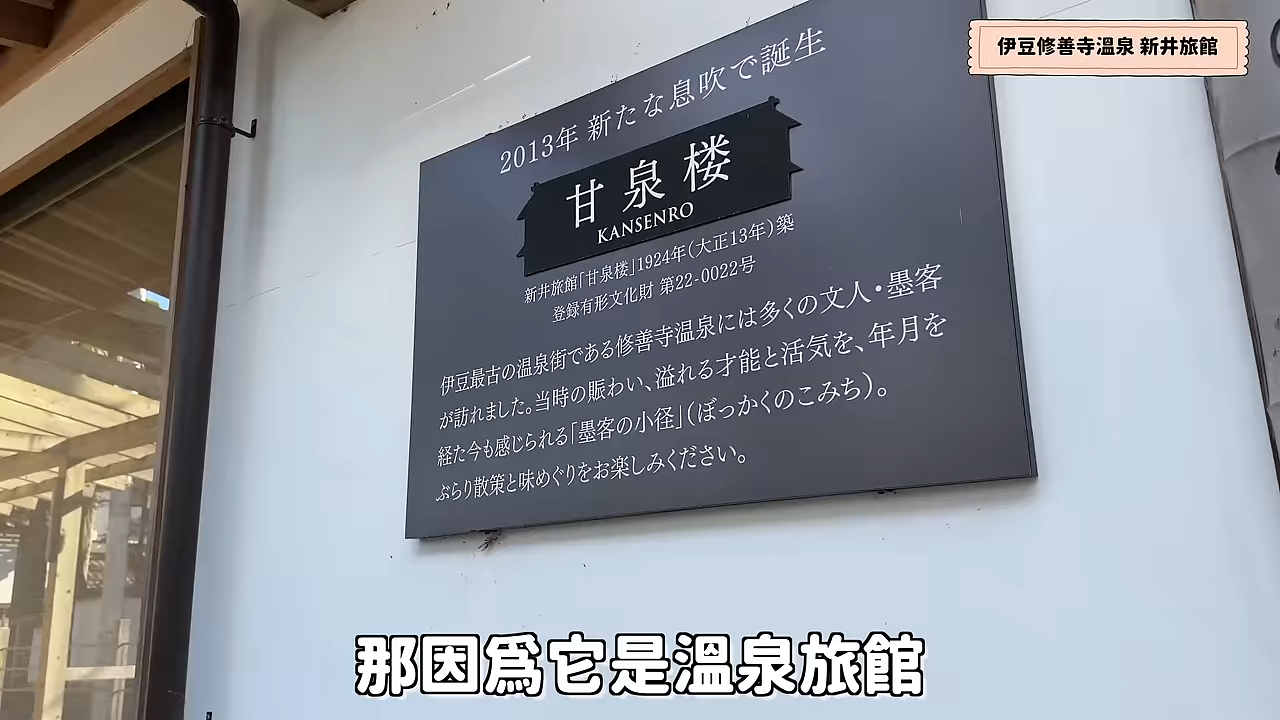 伊豆修善寺溫泉 新井旅館
2013年 新たな息吹で誕生
甘泉楼
KANSENRO
新井旅館「甘泉楼」1924年(大正13年)築
登録有形文化財 第22-0022号
伊豆最古の温泉街である修善寺温泉には多くの文人・墨客
が訪れました。当時の賑わい、溢れる才能と活気を、年月を
経た今も感じられる「墨客の小径」(ぼっかくのこみち)。
ぶらり散策と味めぐりをお楽しみください。
那因爲它是溫泉旅館